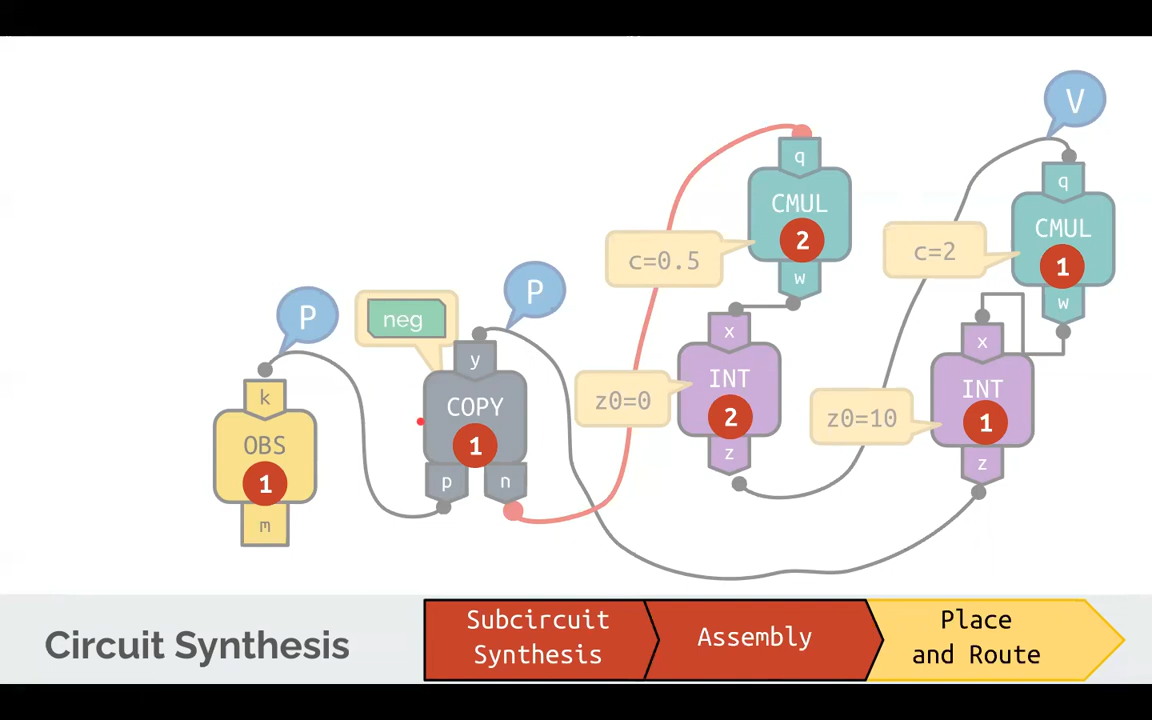 V
q
CMUL
2
w
c=0.5
q
CMUL
1
w
c=2
P
neg
P
y
COPY
1
p
n
k
OBS
1
m
x
INT
2
z
z0=0
x
INT
1
z
z0=10
Circuit Synthesis
Subcircuit
Synthesis
Assembly
Place
and Route